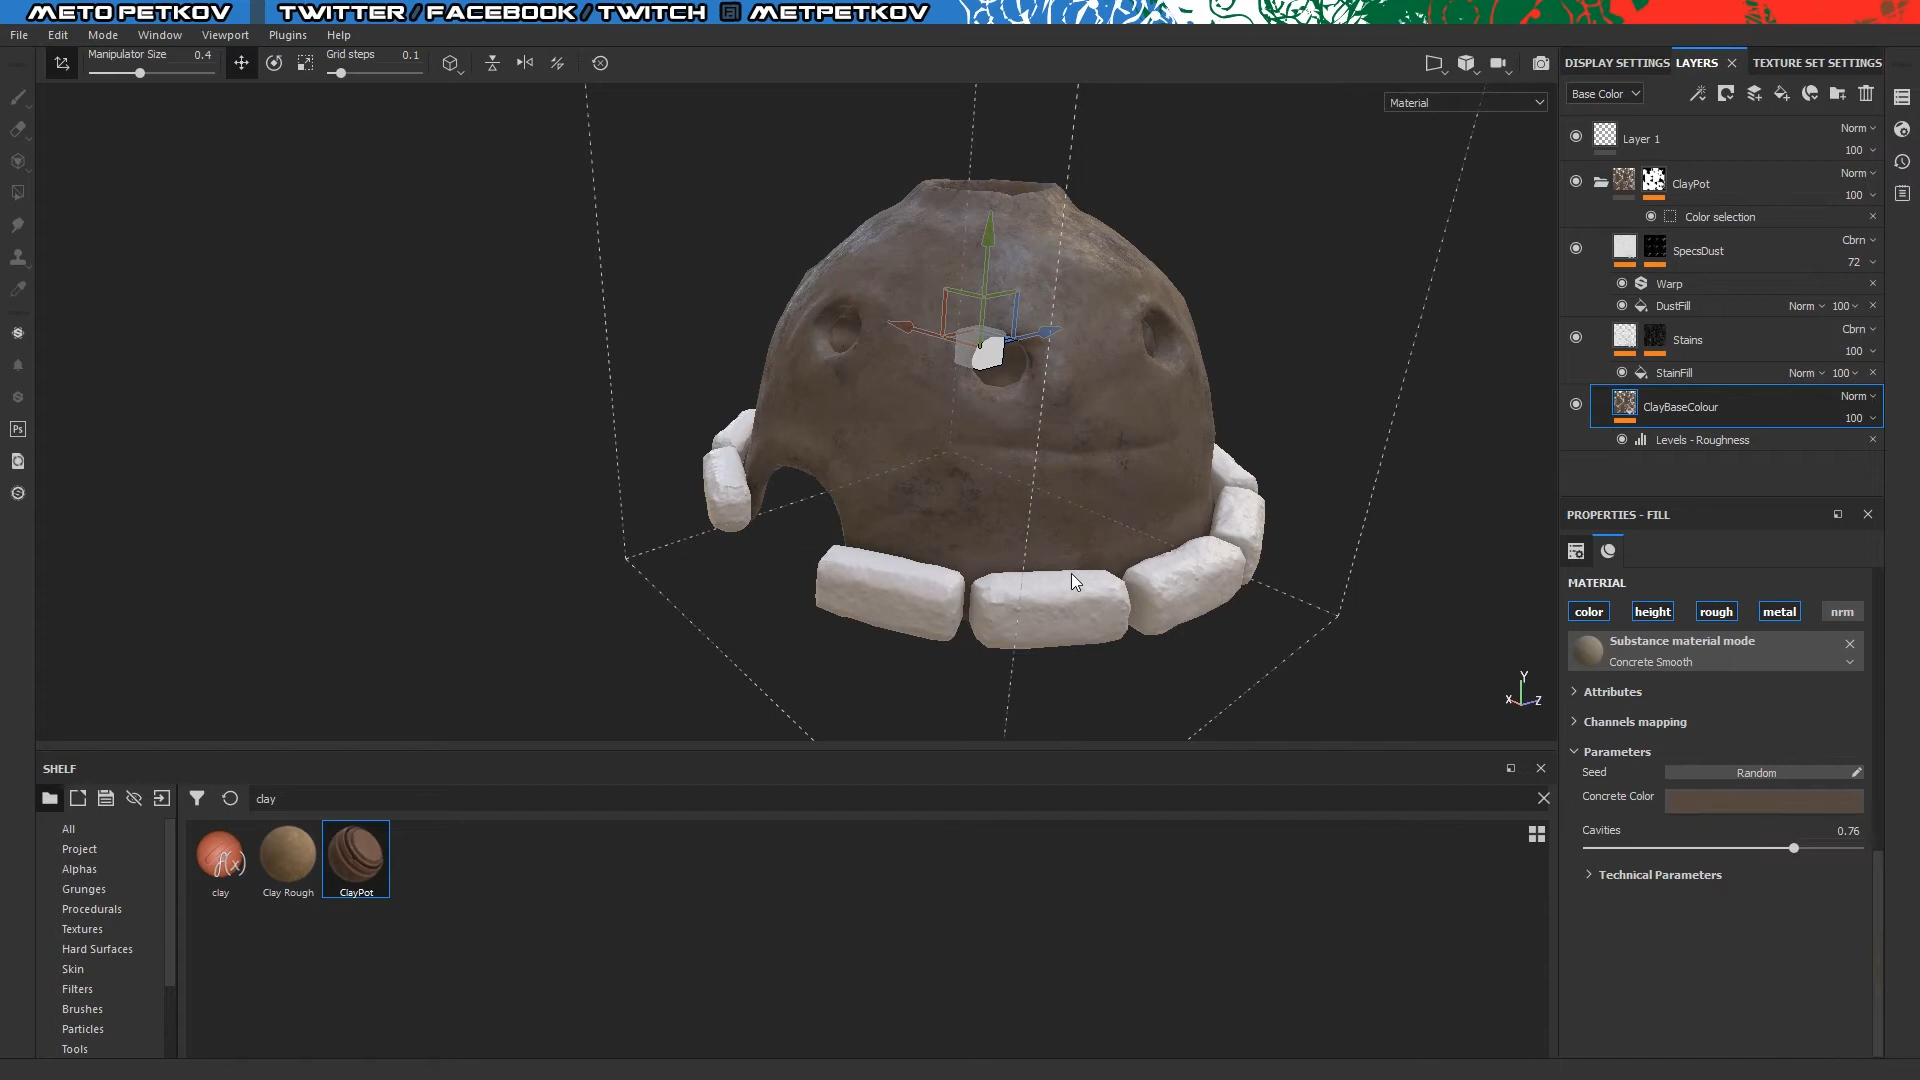 METO PETKOV TWITTER / FACEBOOK / TWITCH @ METPETKOV
File Edit Mode Window Viewport Plugins Help
Manipulator Size 0.4 Grid steps 0.1
Material
DISPLAY SETTINGS LAYERS TEXTURE SET SETTINGS
Base Color
Layer 1 Norm 100
ClayPot Norm 100
Color selection
SpecsDust Cbrn 72
Warp
DustFill Norm 100
Stains Cbrn 100
StainFill Norm 100
ClayBaseColour Norm 100
Levels - Roughness
PROPERTIES - FILL
MATERIAL
color height rough metal nrm
Substance material mode
Concrete Smooth
Attributes
Channels mapping
Parameters
Seed Random
Concrete Color
Cavities 0.76
Technical Parameters
Y
X Z
SHELF
clay
All
Project
Alphas
Grunges
Procedurals
Textures
Hard Surfaces
Skin
Filters
Brushes
Particles
Tools
clay Clay Rough ClayPot
Ps
f(x)